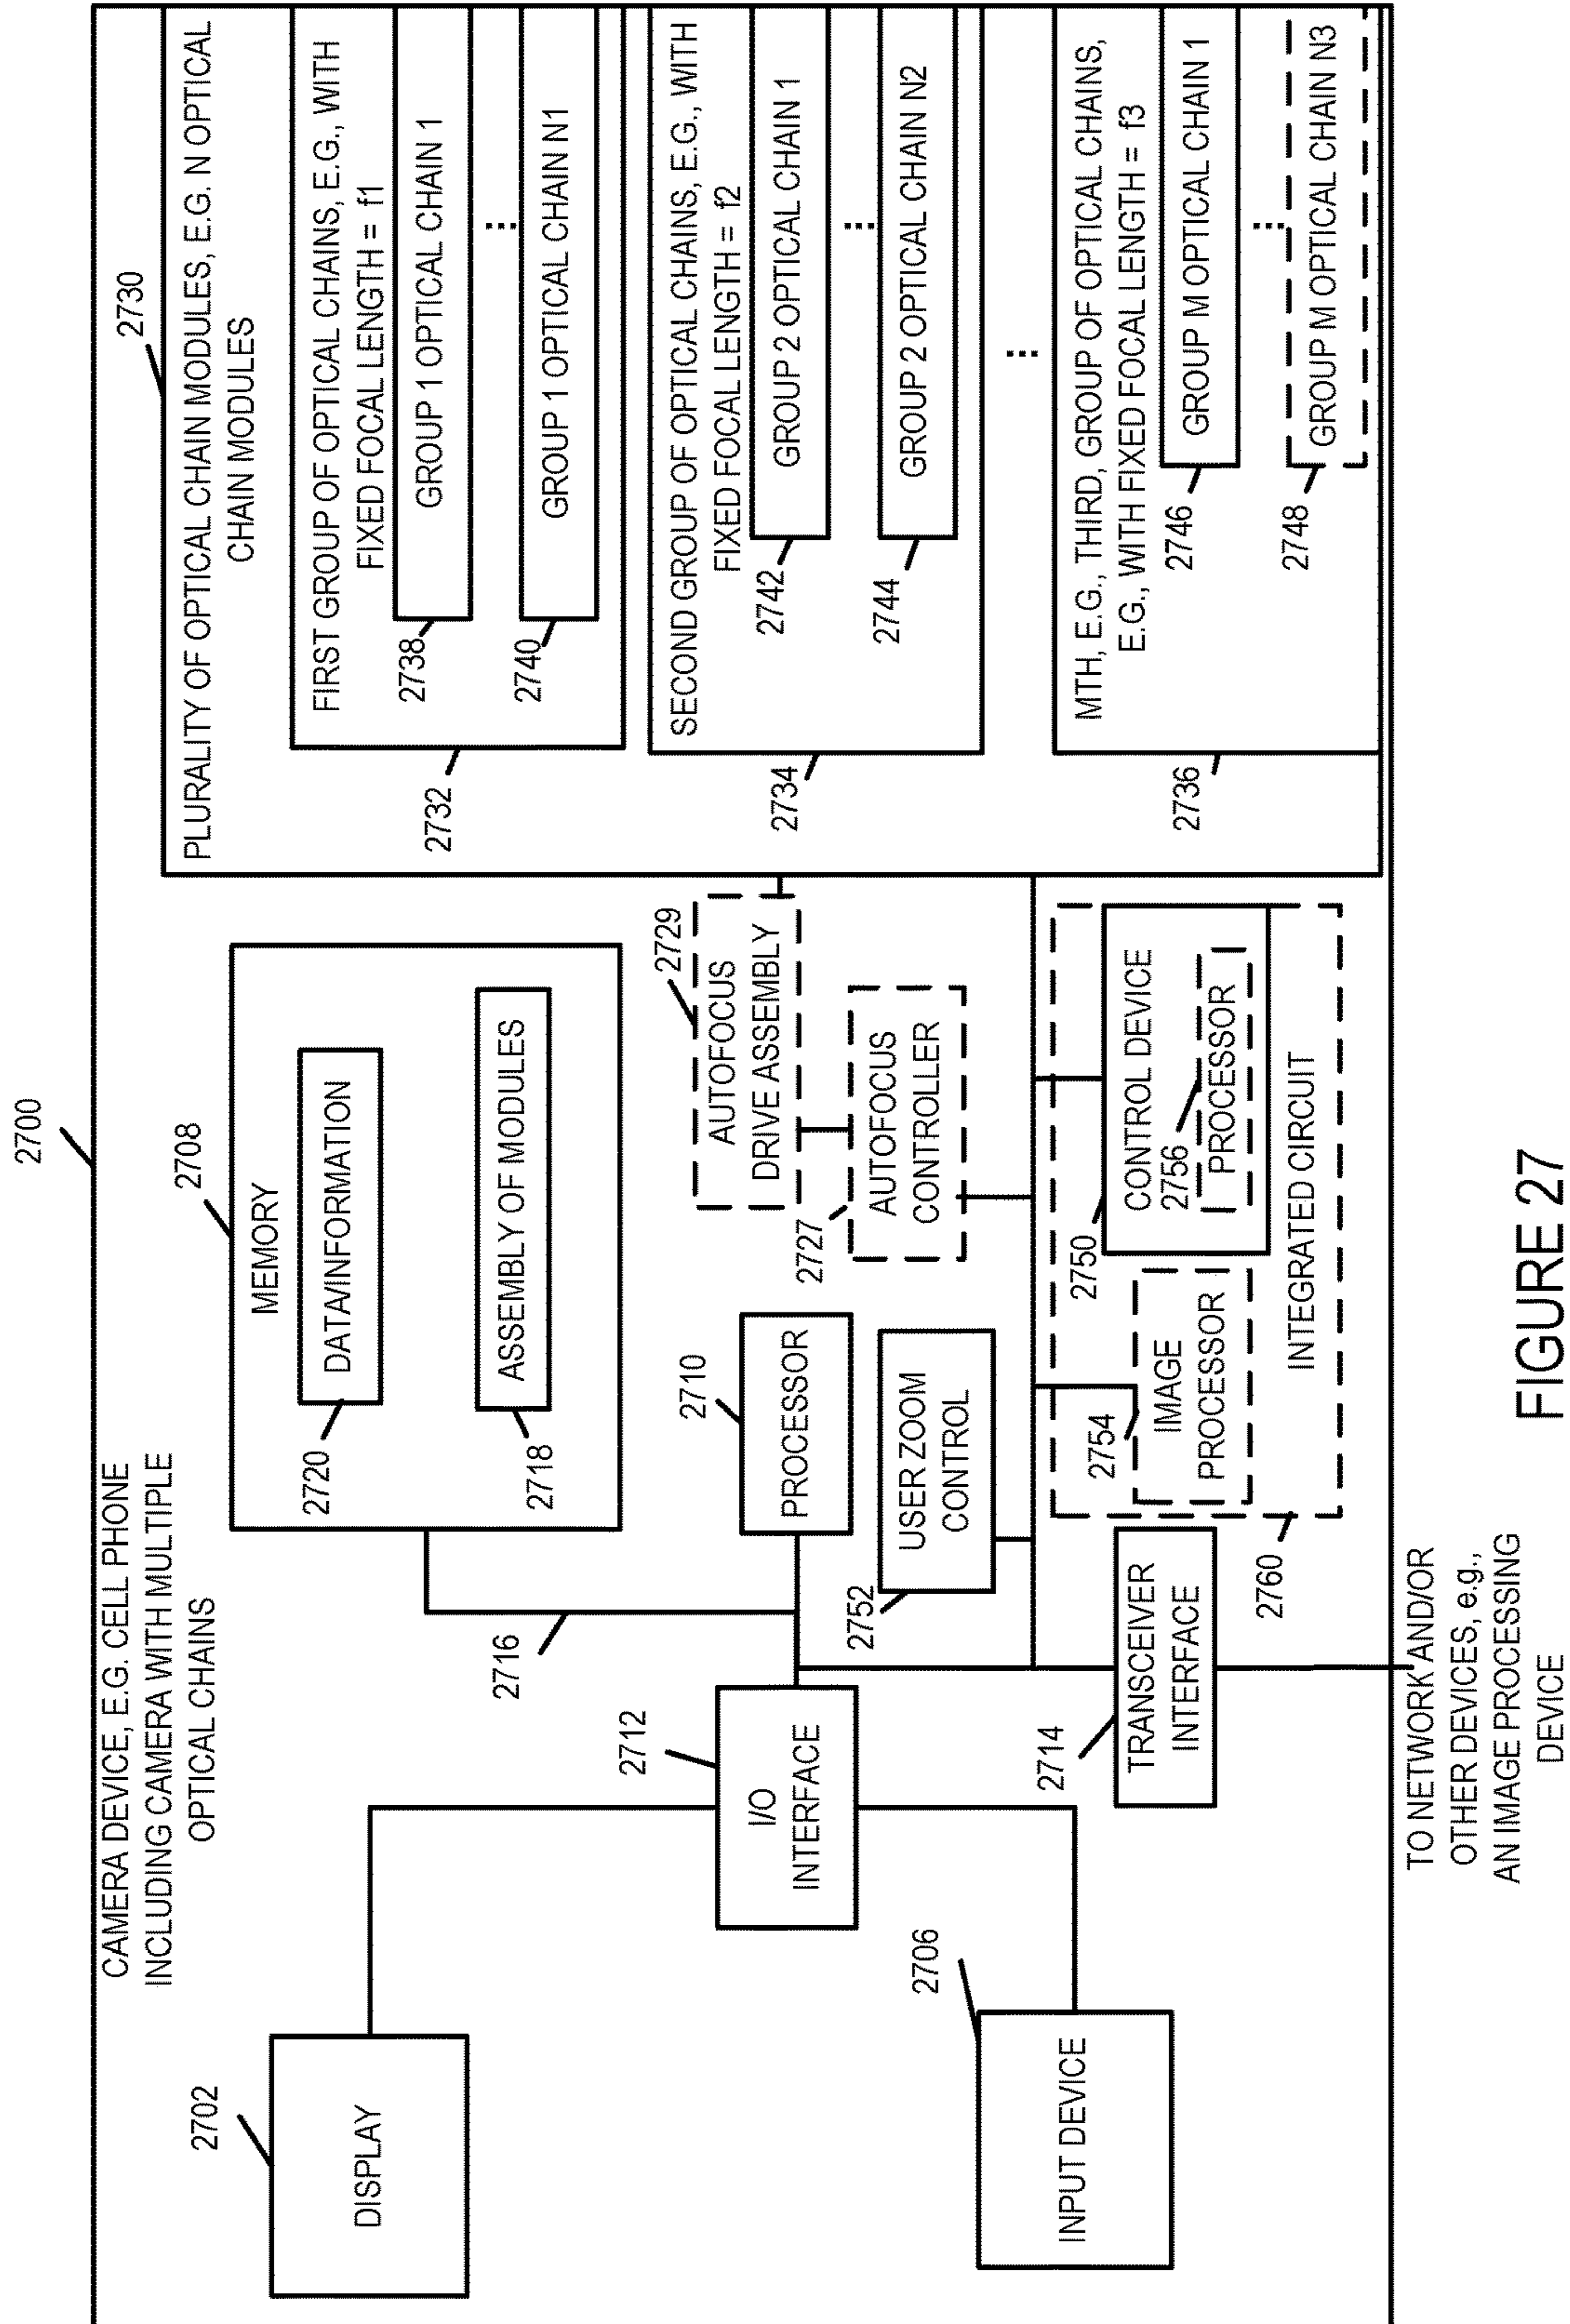 2700
CAMERA DEVICE, E.G. CELL PHONE
INCLUDING CAMERA WITH MULTIPLE
OPTICAL CHAINS
2702
DISPLAY
2706
INPUT DEVICE
2712
I/O
INTERFACE
2716
2714
TRANSCEIVER
INTERFACE
TO NETWORK AND/OR
OTHER DEVICES, e.g.,
AN IMAGE PROCESSING
DEVICE
2708
MEMORY
DATA/INFORMATION
2720
ASSEMBLY OF MODULES
2718
2710
PROCESSOR
2752
USER ZOOM
CONTROL
2729
AUTOFOCUS
DRIVE ASSEMBLY
2727
AUTOFOCUS
CONTROLLER
2750
CONTROL DEVICE
2756
PROCESSOR
2754
IMAGE
PROCESSOR
INTEGRATED CIRCUIT
2760
2730
PLURALITY OF OPTICAL CHAIN MODULES, E.G. N OPTICAL
CHAIN MODULES
FIRST GROUP OF OPTICAL CHAINS, E.G., WITH
FIXED FOCAL LENGTH = f1
GROUP 1 OPTICAL CHAIN 1
2738
...
GROUP 1 OPTICAL CHAIN N1
2740
2732
SECOND GROUP OF OPTICAL CHAINS, E.G., WITH
FIXED FOCAL LENGTH = f2
GROUP 2 OPTICAL CHAIN 1
2742
...
GROUP 2 OPTICAL CHAIN N2
2744
2734
...
MTH, E.G., THIRD, GROUP OF OPTICAL CHAINS,
E.G., WITH FIXED FOCAL LENGTH = f3
GROUP M OPTICAL CHAIN 1
2746
...
GROUP M OPTICAL CHAIN N3
2748
2736
FIGURE 27